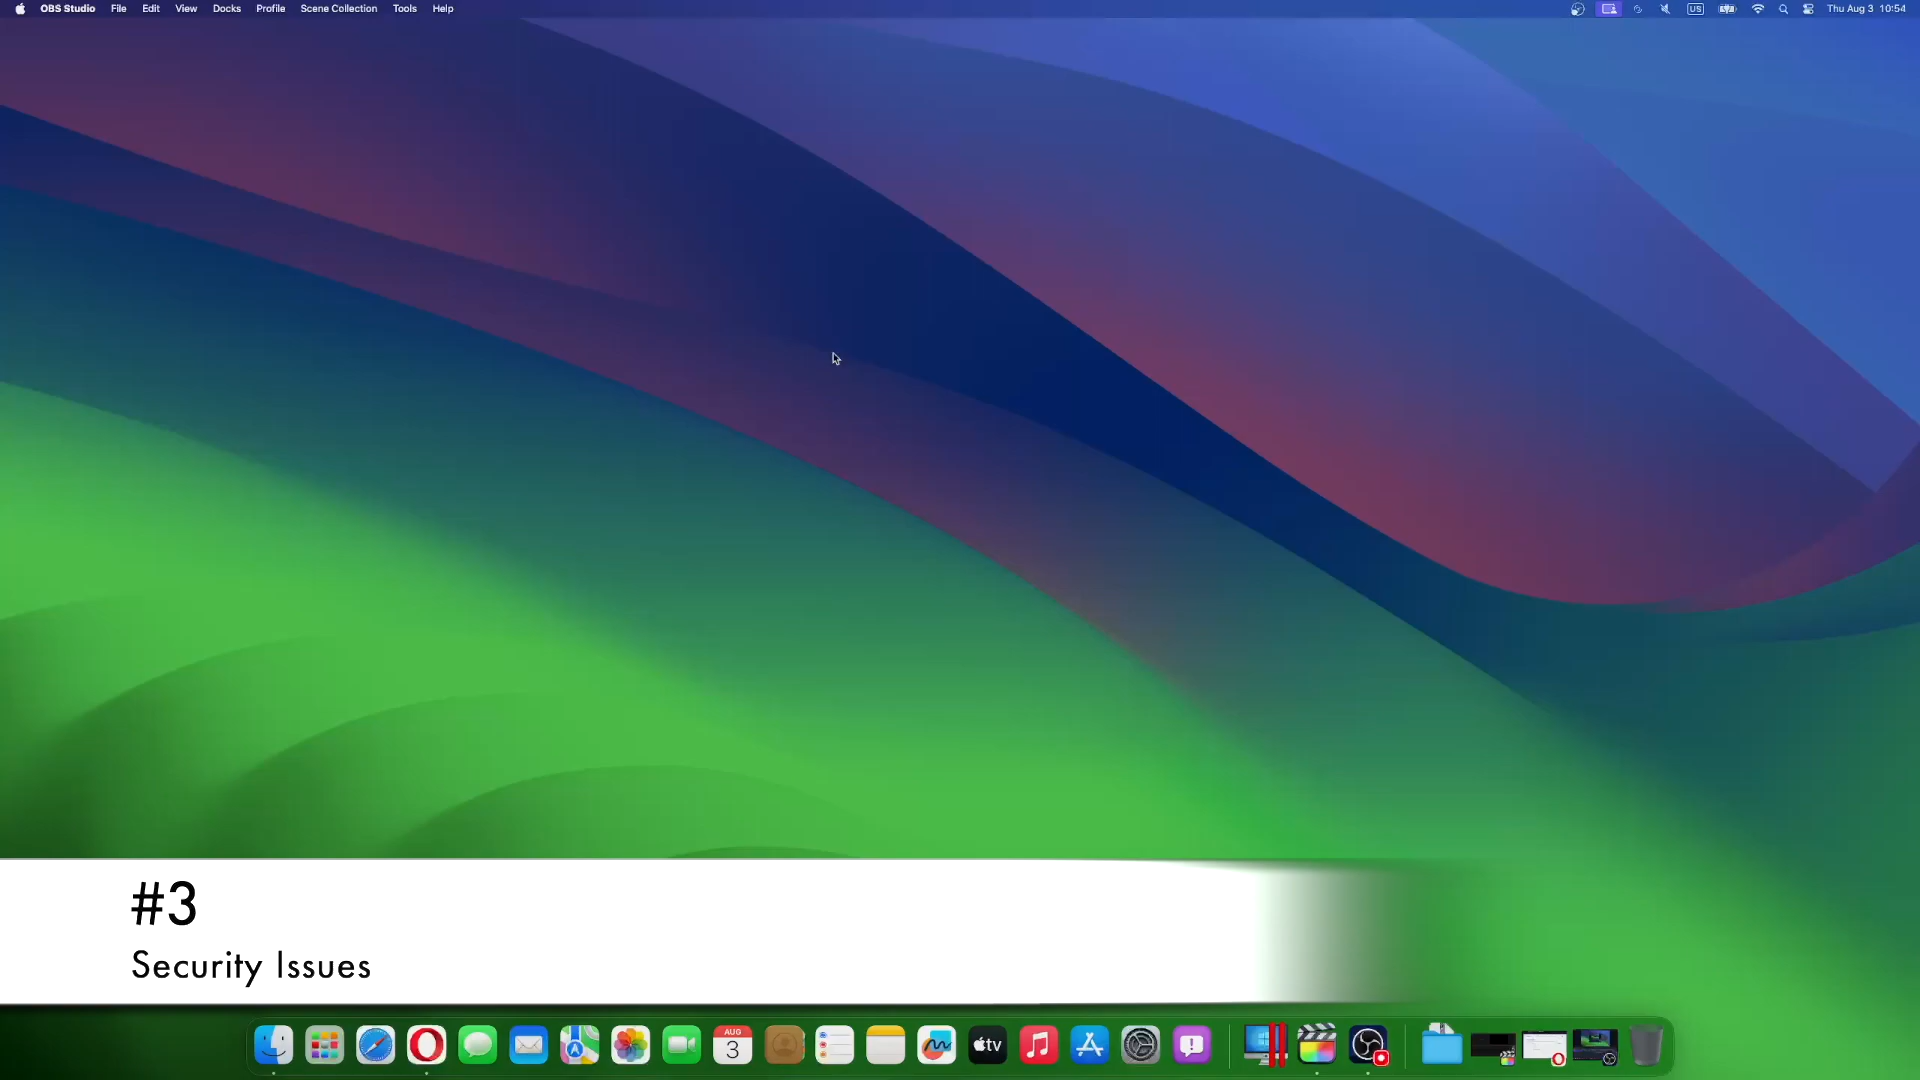 OBS Studio File Edit View Docks Profile Scene Collection Tools Help US Thu Aug 3 10:54
#3
Security Issues
AUG
3
tv